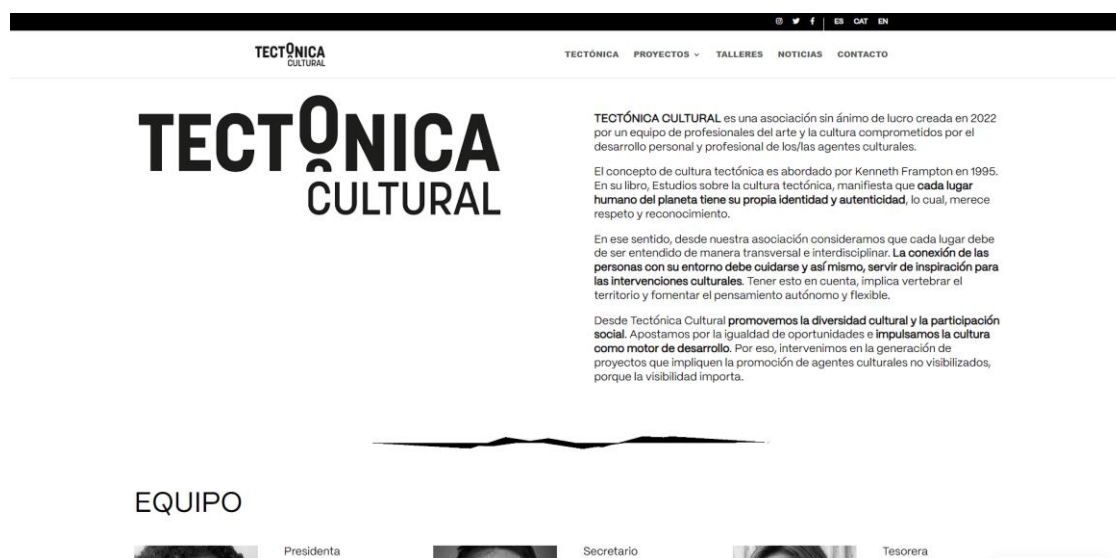 ES CAT EN
TECTÓNICA
CULTURAL
TECTÓNICA PROYECTOS TALLERES NOTICIAS CONTACTO
TECTÓNICA
CULTURAL
TECTÓNICA CULTURAL es una asociación sin ánimo de lucro creada en 2022
por un equipo de profesionales del arte y la cultura comprometidos por el
desarrollo personal y profesional de los/las agentes culturales.
El concepto de cultura tectónica es abordado por Kenneth Frampton en 1995.
En su libro, Estudios sobre la cultura tectónica, manifiesta que cada lugar
humano del planeta tiene su propia identidad y autenticidad, lo cual, merece
respeto y reconocimiento.
En ese sentido, desde nuestra asociación consideramos que cada lugar debe
de ser entendido de manera transversal e interdisciplinar. La conexión de las
personas con su entorno debe cuidarse y así mismo, servir de inspiración para
las intervenciones culturales. Tener esto en cuenta, implica vertebrar el
territorio y fomentar el pensamiento autónomo y flexible.
Desde Tectónica Cultural promovemos la diversidad cultural y la participación
social. Apostamos por la igualdad de oportunidades e impulsamos la cultura
como motor de desarrollo. Por eso, intervenimos en la generación de
proyectos que impliquen la promoción de agentes culturales no visibilizados,
porque la visibilidad importa.
EQUIPO
Presidenta
Secretario
Tesorera